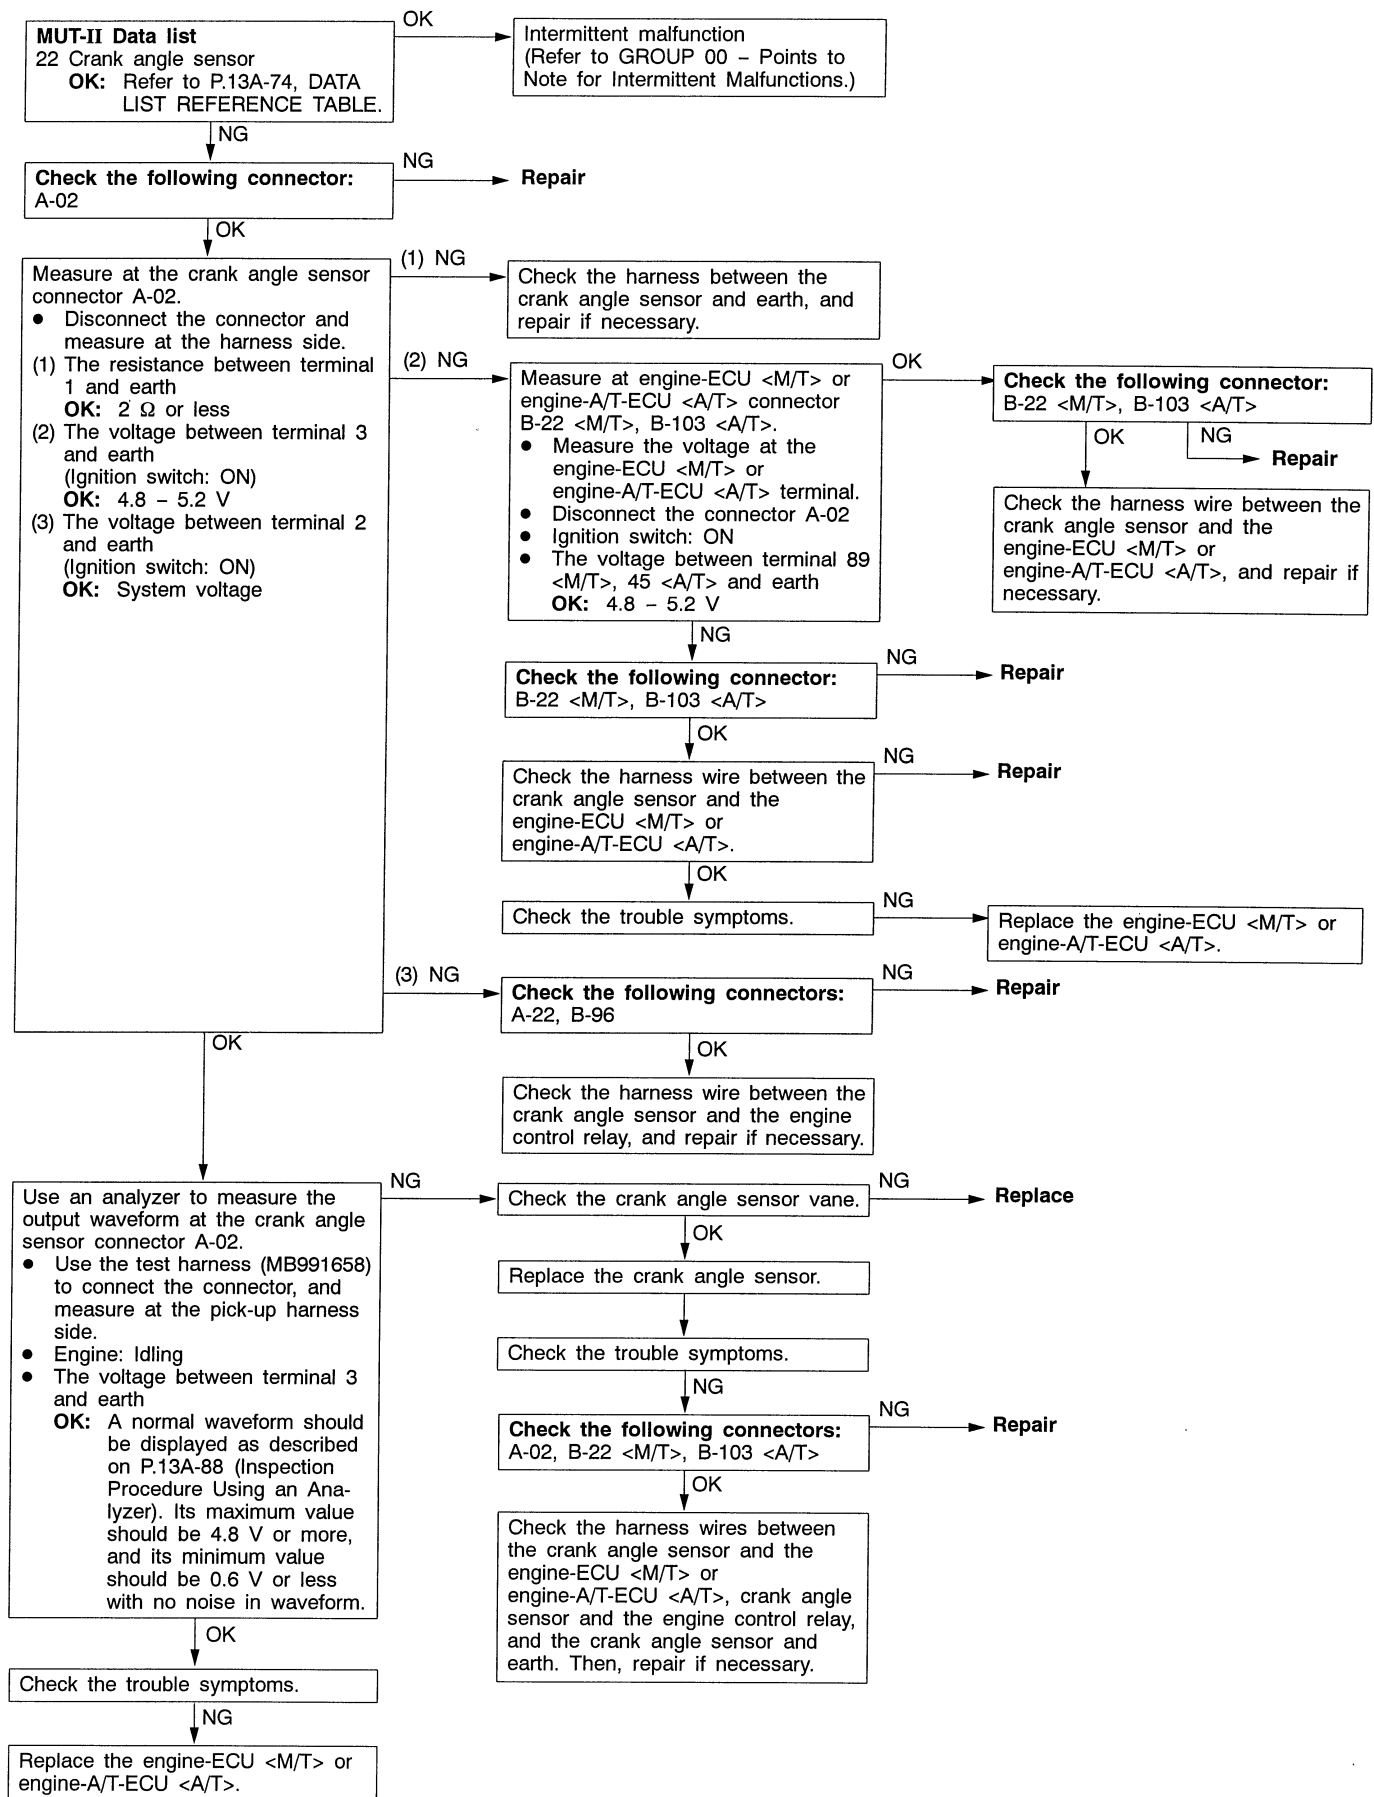 MUT-II Data list
22 Crank angle sensor
OK: Refer to P.13A-74, DATA
LIST REFERENCE TABLE.
OK
Intermittent malfunction
(Refer to GROUP 00 – Points to
Note for Intermittent Malfunctions.)
NG
Check the following connector:
A-02
NG
Repair
OK
Measure at the crank angle sensor
connector A-02.
● Disconnect the connector and
measure at the harness side.
(1) The resistance between terminal
1 and earth
OK: 2 Ω or less
(2) The voltage between terminal 3
and earth
(Ignition switch: ON)
OK: 4.8 – 5.2 V
(3) The voltage between terminal 2
and earth
(Ignition switch: ON)
OK: System voltage
(1) NG
Check the harness between the
crank angle sensor and earth, and
repair if necessary.
(2) NG
Measure at engine-ECU <M/T> or
engine-A/T-ECU <A/T> connector
B-22 <M/T>, B-103 <A/T>.
● Measure the voltage at the
engine-ECU <M/T> or
engine-A/T-ECU <A/T> terminal.
● Disconnect the connector A-02
● Ignition switch: ON
● The voltage between terminal 89
<M/T>, 45 <A/T> and earth
OK: 4.8 – 5.2 V
OK
Check the following connector:
B-22 <M/T>, B-103 <A/T>
OK
NG
Repair
Check the harness wire between the
crank angle sensor and the
engine-ECU <M/T> or
engine-A/T-ECU <A/T>, and repair if
necessary.
NG
Check the following connector:
B-22 <M/T>, B-103 <A/T>
NG
Repair
OK
Check the harness wire between the
crank angle sensor and the
engine-ECU <M/T> or
engine-A/T-ECU <A/T>.
NG
Repair
OK
Check the trouble symptoms.
NG
Replace the engine-ECU <M/T> or
engine-A/T-ECU <A/T>.
(3) NG
Check the following connectors:
A-22, B-96
NG
Repair
OK
Check the harness wire between the
crank angle sensor and the engine
control relay, and repair if necessary.
OK
Use an analyzer to measure the
output waveform at the crank angle
sensor connector A-02.
● Use the test harness (MB991658)
to connect the connector, and
measure at the pick-up harness
side.
● Engine: Idling
● The voltage between terminal 3
and earth
OK: A normal waveform should
be displayed as described
on P.13A-88 (Inspection
Procedure Using an Ana-
lyzer). Its maximum value
should be 4.8 V or more,
and its minimum value
should be 0.6 V or less
with no noise in waveform.
NG
Check the crank angle sensor vane.
NG
Replace
OK
Replace the crank angle sensor.
Check the trouble symptoms.
NG
Check the following connectors:
A-02, B-22 <M/T>, B-103 <A/T>
NG
Repair
OK
Check the harness wires between
the crank angle sensor and the
engine-ECU <M/T> or
engine-A/T-ECU <A/T>, crank angle
sensor and the engine control relay,
and the crank angle sensor and
earth. Then, repair if necessary.
OK
Check the trouble symptoms.
NG
Replace the engine-ECU <M/T> or
engine-A/T-ECU <A/T>.